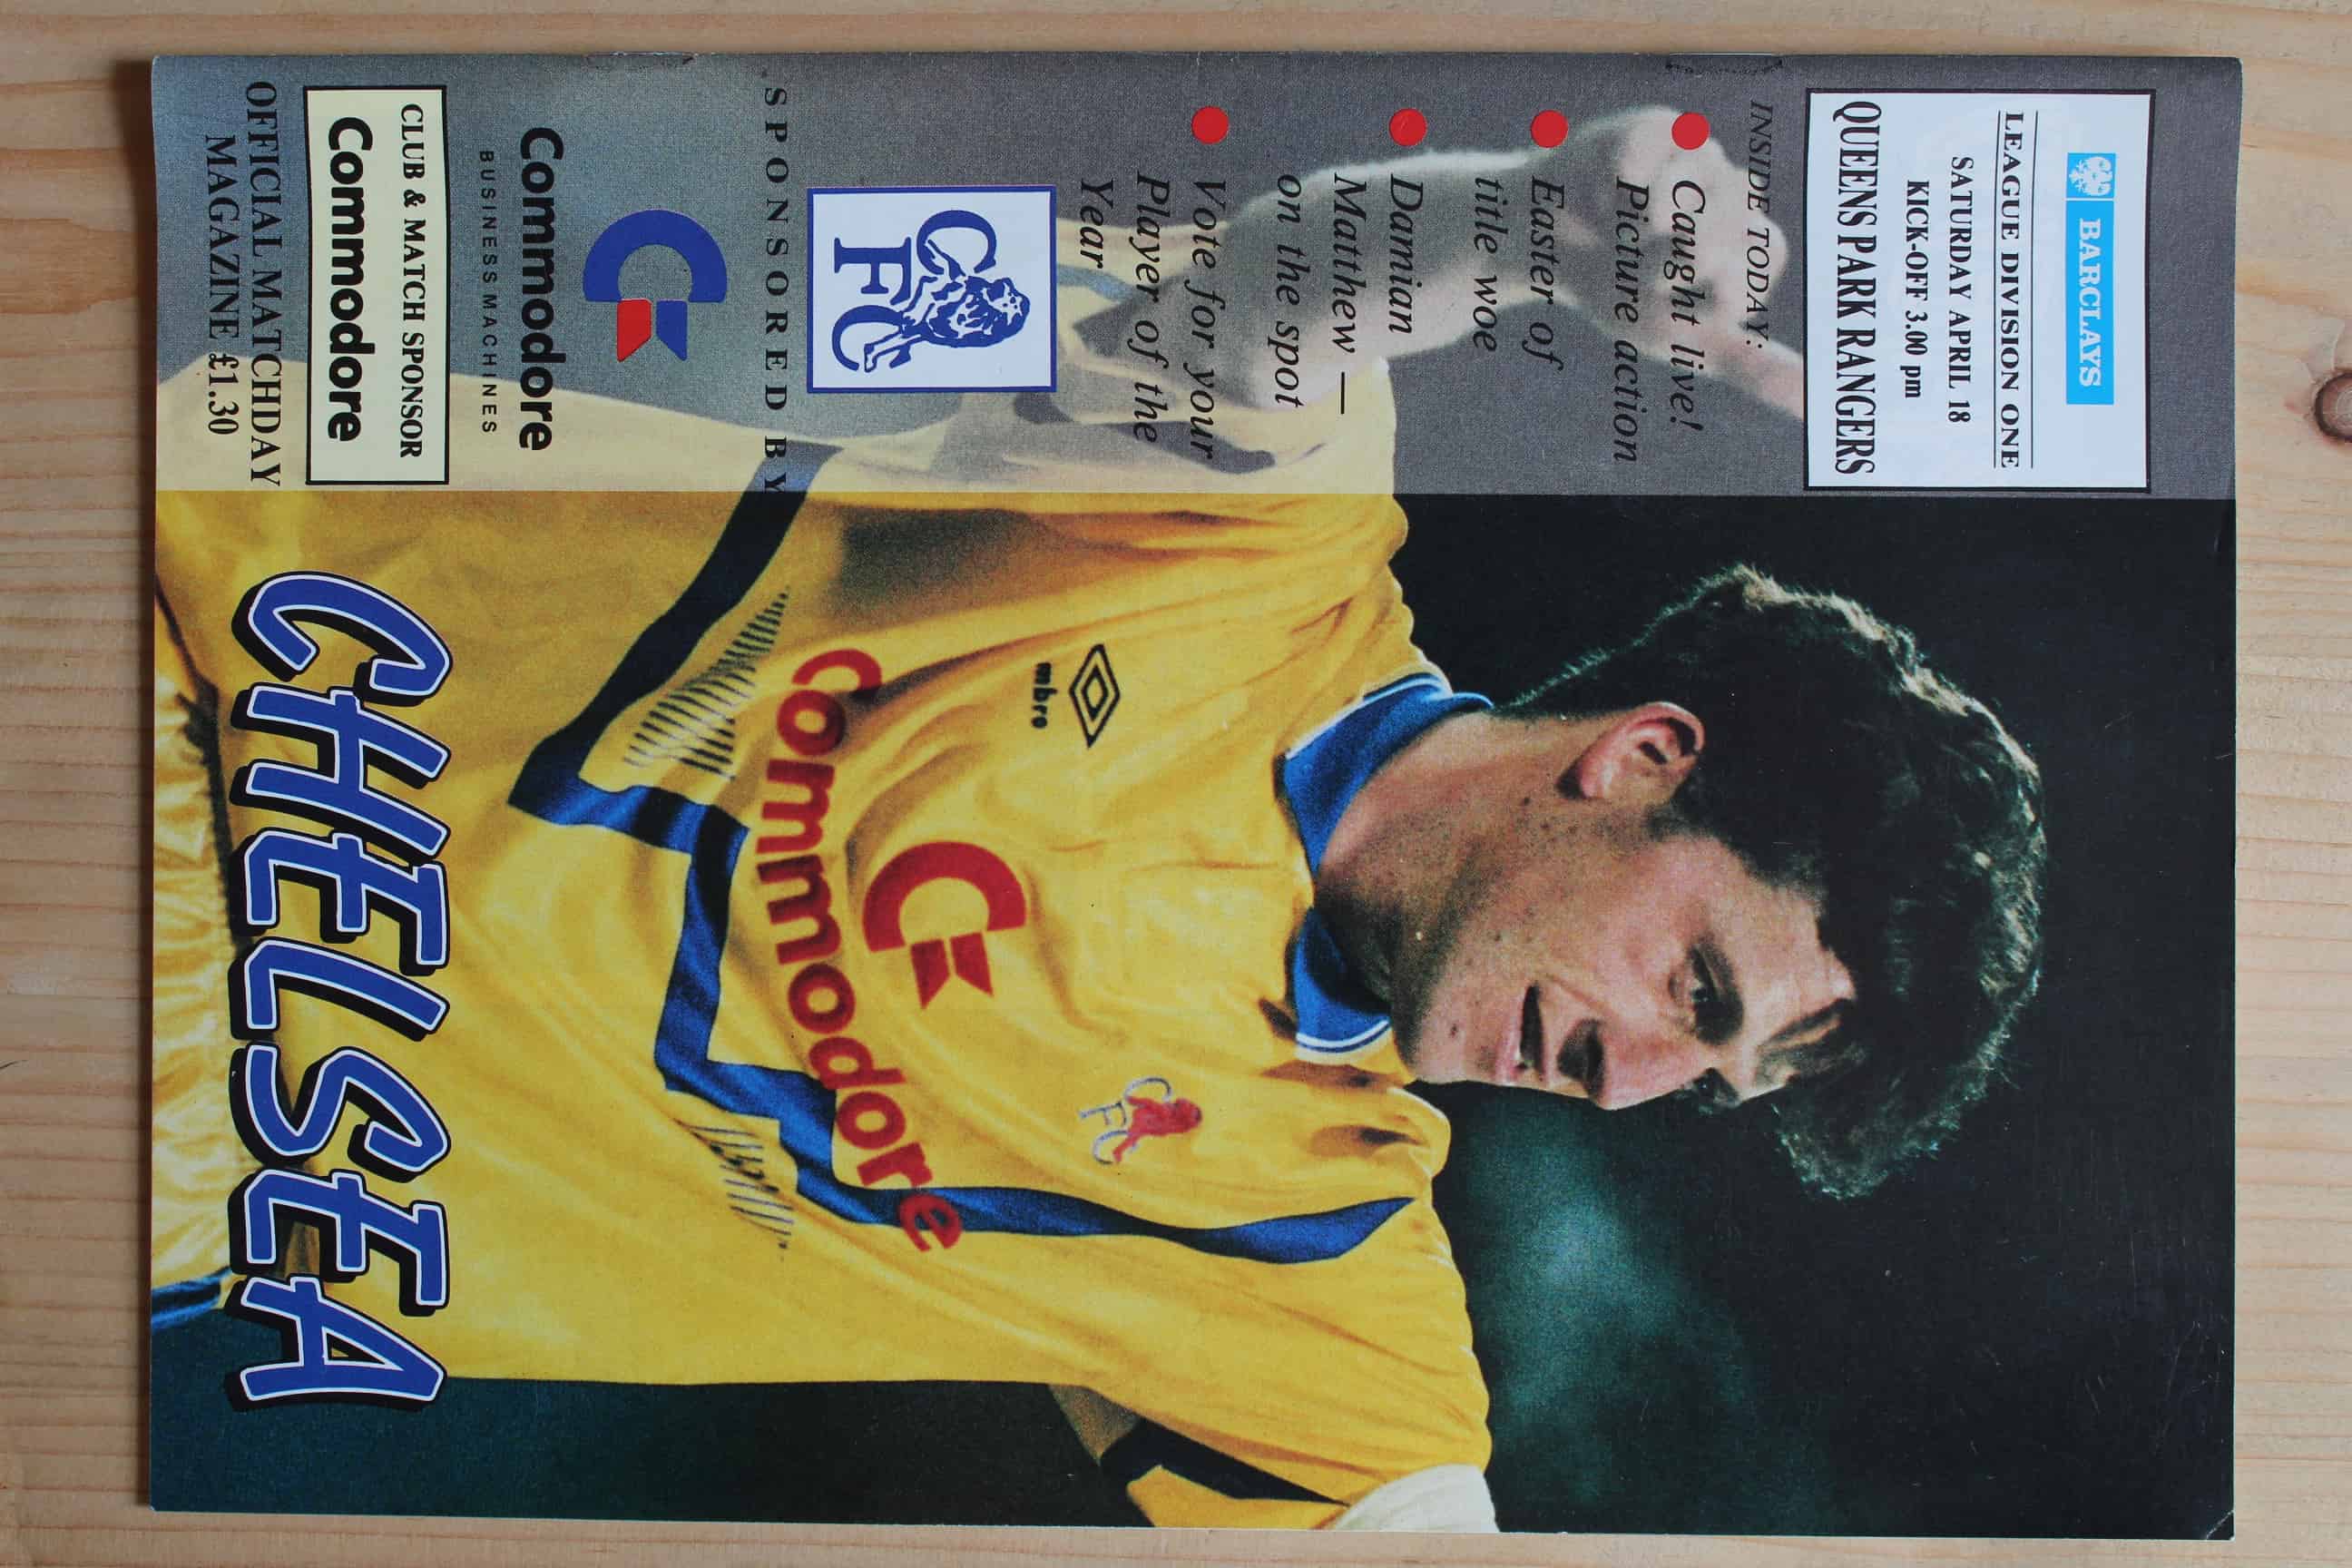 BARCLAYS
LEAGUE DIVISION ONE
SATURDAY APRIL 18
KICK-OFF 3.00 pm
QUEENS PARK RANGERS
INSIDE TODAY:
Caught live!
Picture action
Easter of
title woe
Damian
Matthew —
on the spot
Vote for your
Player of the
Year
CFC
SPONSORED BY
Commodore
BUSINESS MACHINES
CLUB & MATCH SPONSOR
Commodore
OFFICIAL MATCHDAY
MAGAZINE £1.30
mbro
CFC
Commodore
CHELSEA